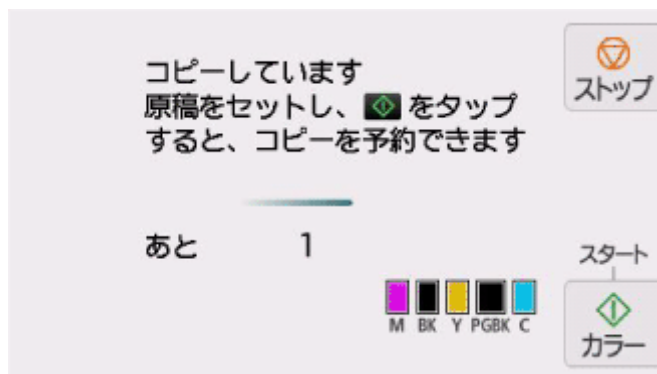 コピーしています
原稿をセットし、 をタップ
すると、コピーを予約できます
ストップ
あと 1
M BK Y PGBK C
スタート
カラー